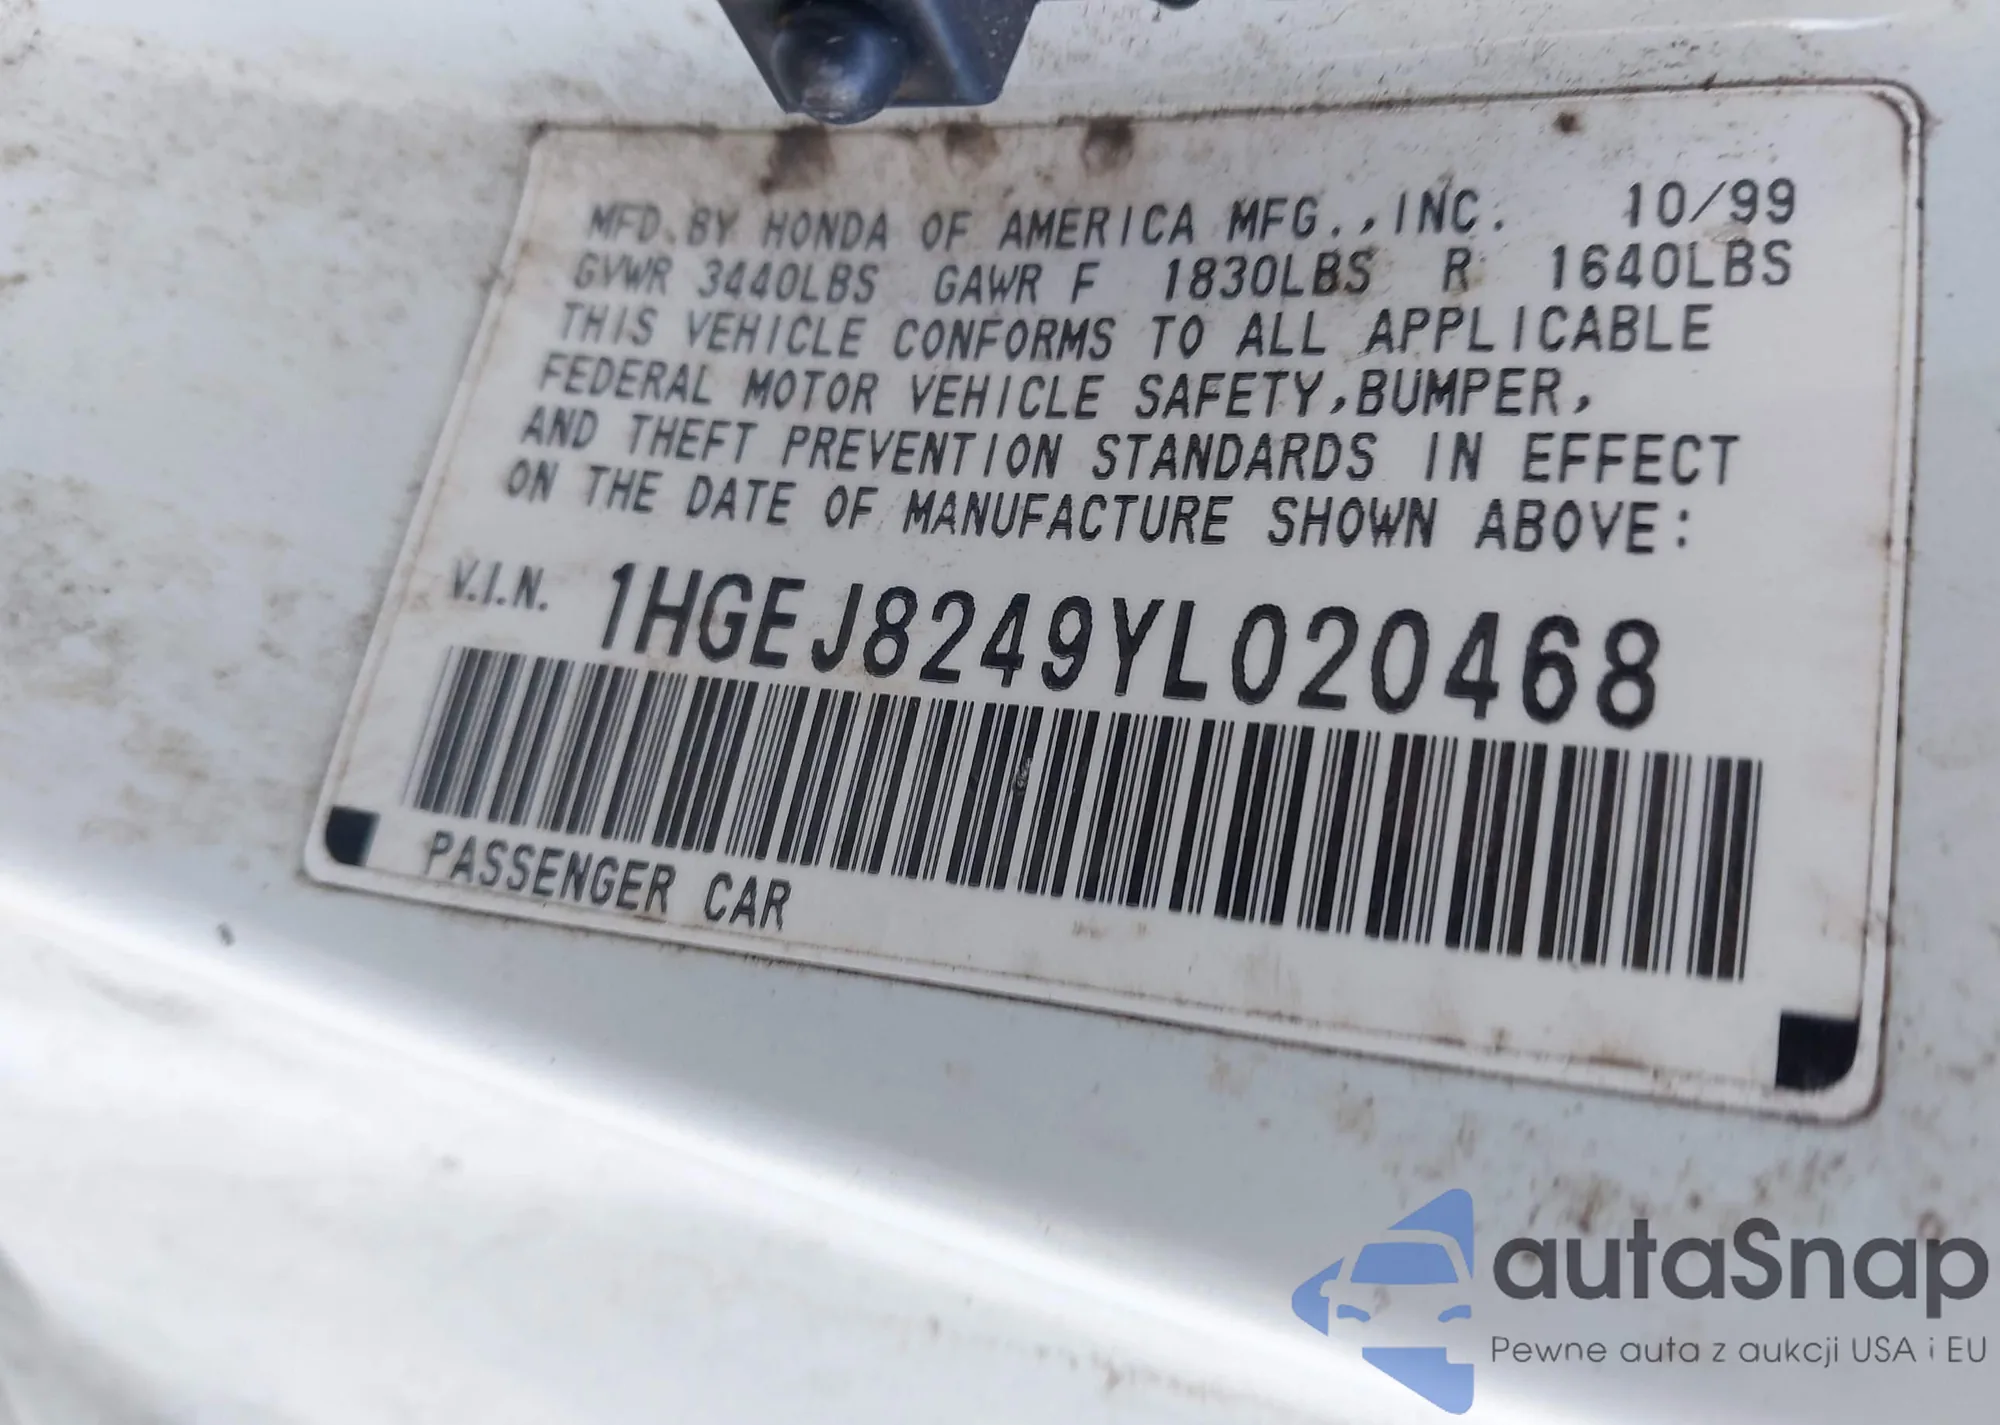 MFD. BY HONDA OF AMERICA MFG., INC. 10/99
GVWR 3440LBS GAWR F 1830LBS R 1640LBS
THIS VEHICLE CONFORMS TO ALL APPLICABLE
FEDERAL MOTOR VEHICLE SAFETY, BUMPER,
AND THEFT PREVENTION STANDARDS IN EFFECT
ON THE DATE OF MANUFACTURE SHOWN ABOVE:
V.I.N. 1HGEJ8249YL020468
PASSENGER CAR
autaSnap
Pewne auta z aukcji USA i EU